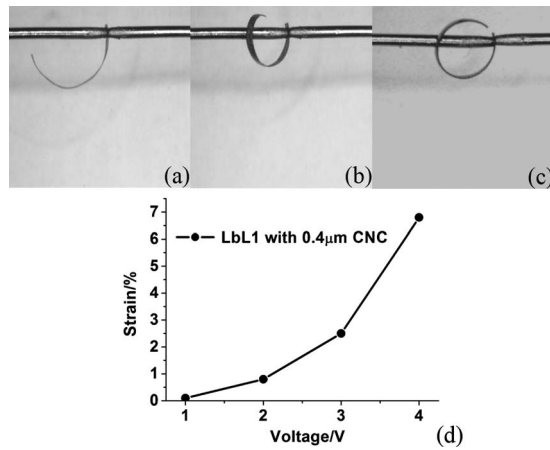 (a)
(b)
(c)
7
6
5
4
3
2
1
0
Strain/%
LbL1 with 0.4μm CNC
1 2 3 4
Voltage/V
(d)